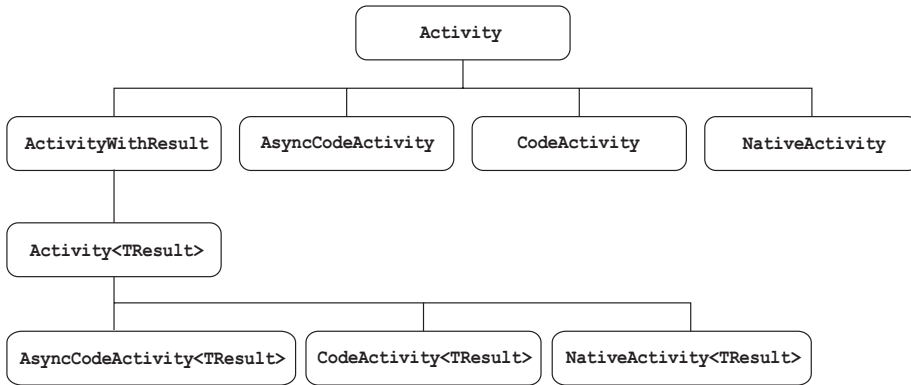 Activity
ActivityWithResult
AsyncCodeActivity
CodeActivity
NativeActivity
Activity<TResult>
AsyncCodeActivity<TResult>
CodeActivity<TResult>
NativeActivity<TResult>